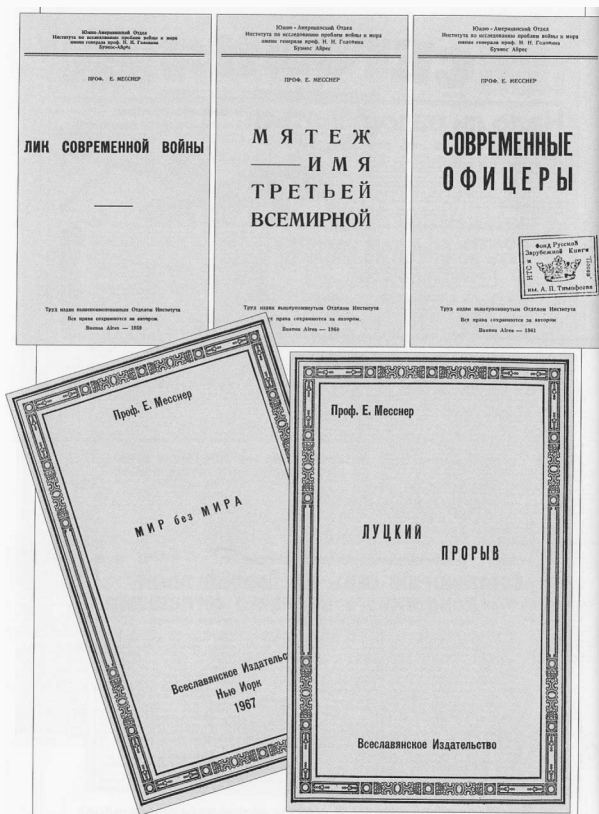 Южно-Американский Отдел
Института по исследованию проблем войны и мира
имени генерала проф. Н. Н. Головина
Буэнос-Айрес
ПРОФ. Е. МЕССНЕР
ЛИК СОВРЕМЕННОЙ ВОЙНЫ
Труд издан вышеупомянутым Отделом Института
Все права сохраняются за автором.
Buenos Aires — 1959
Южно-Американский Отдел
Института по исследованию проблем войны и мира
имени генерала проф. Н. Н. Головина
Буэнос Айрес
ПРОФ. Е. МЕССНЕР
МЯТЕЖ
— ИМЯ
ТРЕТЬЕЙ
ВСЕМИРНОЙ
Труд издан вышеупомянутым Отделом Института
Все права сохраняются за автором.
Buenos Aires — 1960
Южно-Американский Отдел
Института по исследованию проблем войны и мира
имени генерала проф. Н. Н. Головина
Буэнос Айрес
ПРОФ. Е. МЕССНЕР
СОВРЕМЕННЫЕ
ОФИЦЕРЫ
Фонд Русской
Зарубежной Книги
НТС и
"Посев"
им. А. П. Тимофеева
Труд издан вышеупомянутым Отделом Института
Все права сохраняются за автором
Buenos Aires — 1961
Проф. Е. Месснер
МИР без МИРА
Всеславянское Издательс
Нью Йорк
1967
Проф. Е. Месснер
ЛУЦКИЙ
ПРОРЫВ
Всеславянское Издательство